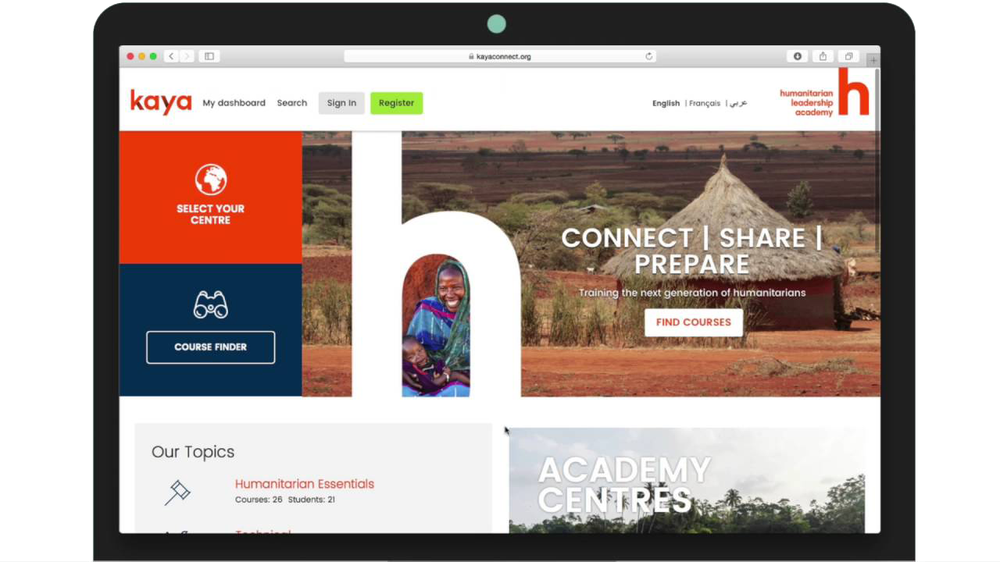 kayaconnect.org
kaya
My dashboard
Search
Sign In
Register
English | Français | عربي
humanitarian
leadership
academy
h
SELECT YOUR
CENTRE
COURSE FINDER
h
CONNECT | SHARE |
PREPARE
Training the next generation of humanitarians
FIND COURSES
Our Topics
Humanitarian Essentials
Courses: 26 Students: 21
Technical
ACADEMY
CENTRES